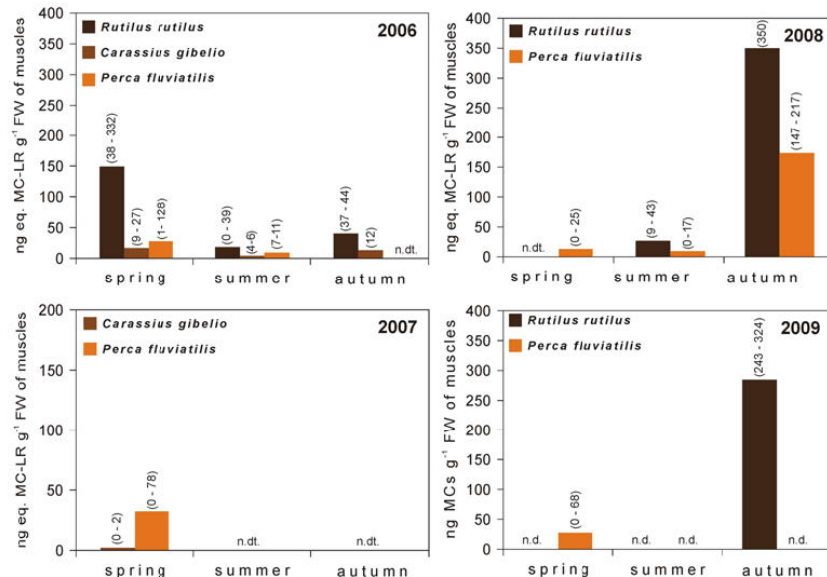 2006
Rutilus rutilus
Carassius gibelio
Perca fluviatilis
ng eq. MC-LR g-1 FW of muscles
400
350
300
250
200
150
100
50
0
(38 - 332)
(9 - 27)
(1- 128)
(0 - 39)
(4-6)
(7-11)
(37 - 44)
(12)
n.dt.
spring summer autumn
2008
Rutilus rutilus
Perca fluviatilis
ng eq. MC-LR g-1 FW of muscles
400
350
300
250
200
150
100
50
0
n.dt.
(0 - 25)
(9 - 43)
(0-17)
(350)
(147 - 217)
spring summer autumn
2007
Carassius gibelio
Perca fluviatilis
ng eq. MC-LR g-1 FW of muscles
200
150
100
50
0
(0 - 2)
(0 - 78)
n.dt.
n.dt.
spring summer autumn
2009
Rutilus rutilus
Perca fluviatilis
ng MCs g-1 FW of muscles
400
350
300
250
200
150
100
50
0
n.d.
(0 - 68)
n.d.
n.d.
(243 - 324)
n.d.
spring summer autumn